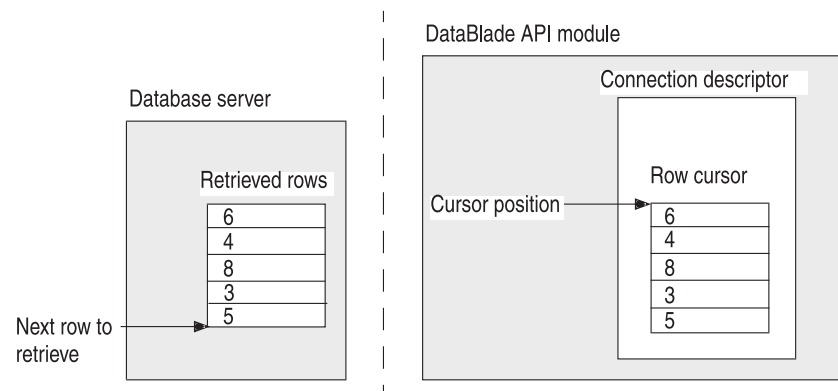 Database server
Retrieved rows
6
4
8
3
5
Next row to
retrieve
DataBlade API module
Connection descriptor
Row cursor
Cursor position
6
4
8
3
5